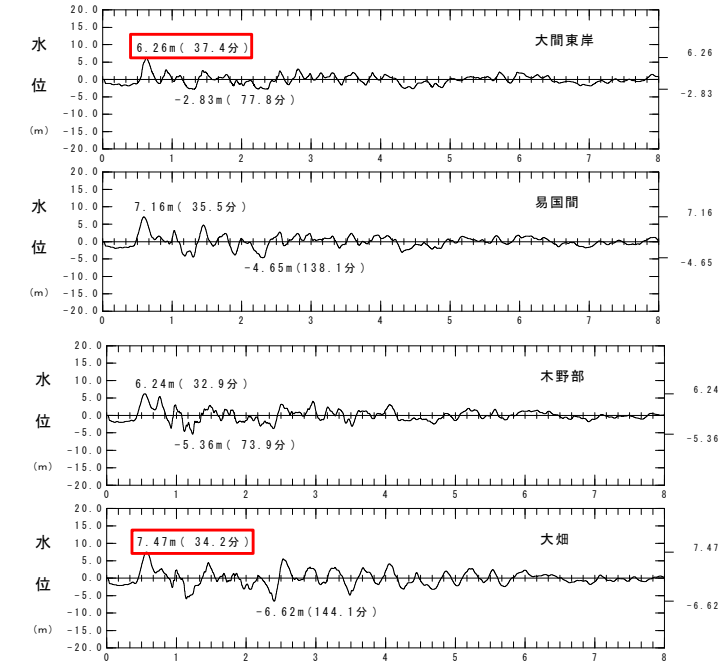 水
位
(m)
20.0
15.0
10.0
5.0
0.0
-5.0
-10.0
-15.0
-20.0
6.26m( 37.4分)
-2.83m( 77.8分)
大間東岸
6.26
-2.83
0 1 2 3 4 5 6 7 8
水
位
(m)
20.0
15.0
10.0
5.0
0.0
-5.0
-10.0
-15.0
-20.0
7.16m( 35.5分)
-4.65m(138.1分)
易国間
7.16
-4.65
0 1 2 3 4 5 6 7 8
水
位
(m)
20.0
15.0
10.0
5.0
0.0
-5.0
-10.0
-15.0
-20.0
6.24m( 32.9分)
-5.36m( 73.9分)
木野部
6.24
-5.36
0 1 2 3 4 5 6 7 8
水
位
(m)
20.0
15.0
10.0
5.0
0.0
-5.0
-10.0
-15.0
-20.0
7.47m( 34.2分)
-6.62m(144.1分)
大畑
7.47
-6.62
0 1 2 3 4 5 6 7 8